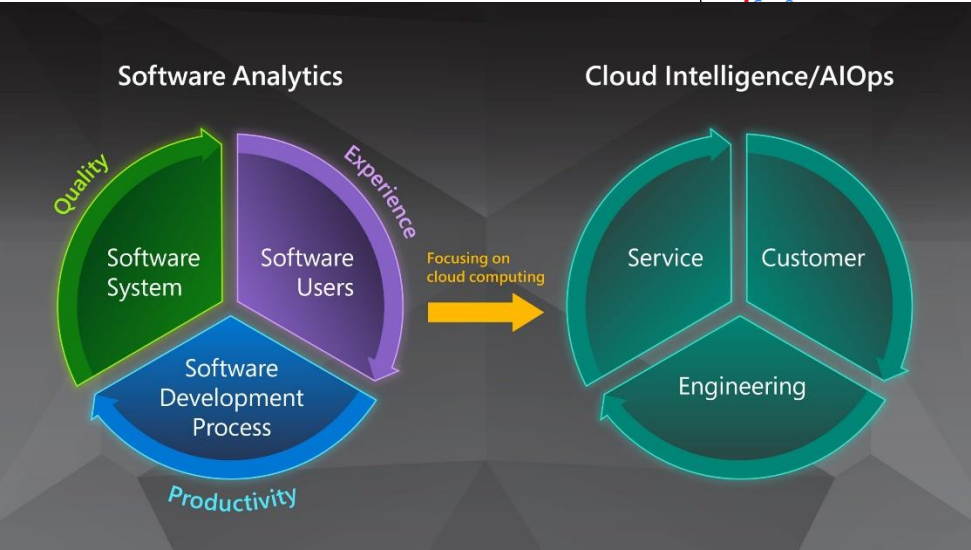 Software Analytics
Cloud Intelligence/AIOps
Quality
Experience
Software
System
Software
Users
Software
Development
Process
Productivity
Focusing on
cloud computing
Service
Customer
Engineering